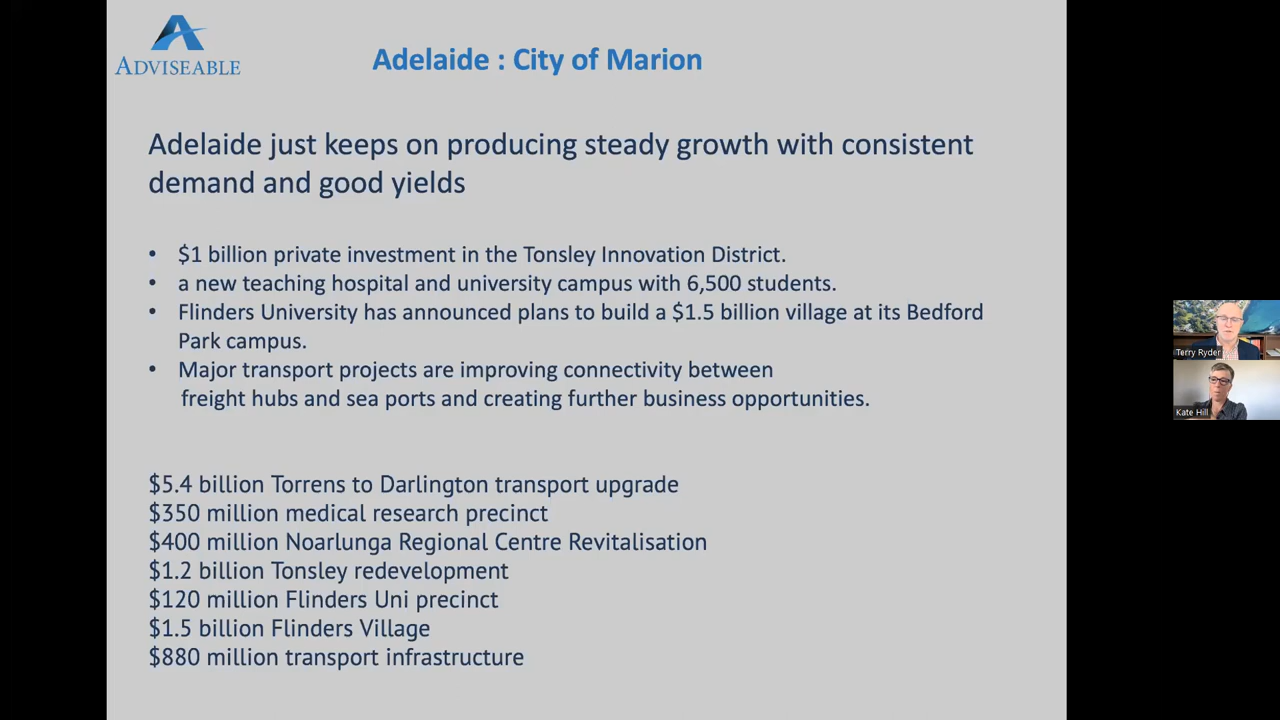 ADVISEABLE
Adelaide : City of Marion
Adelaide just keeps on producing steady growth with consistent
demand and good yields
• $1 billion private investment in the Tonsley Innovation District.
• a new teaching hospital and university campus with 6,500 students.
• Flinders University has announced plans to build a $1.5 billion village at its Bedford
Park campus.
• Major transport projects are improving connectivity between
freight hubs and sea ports and creating further business opportunities.
$5.4 billion Torrens to Darlington transport upgrade
$350 million medical research precinct
$400 million Noarlunga Regional Centre Revitalisation
$1.2 billion Tonsley redevelopment
$120 million Flinders Uni precinct
$1.5 billion Flinders Village
$880 million transport infrastructure
Terry Ryder
Kate Hill